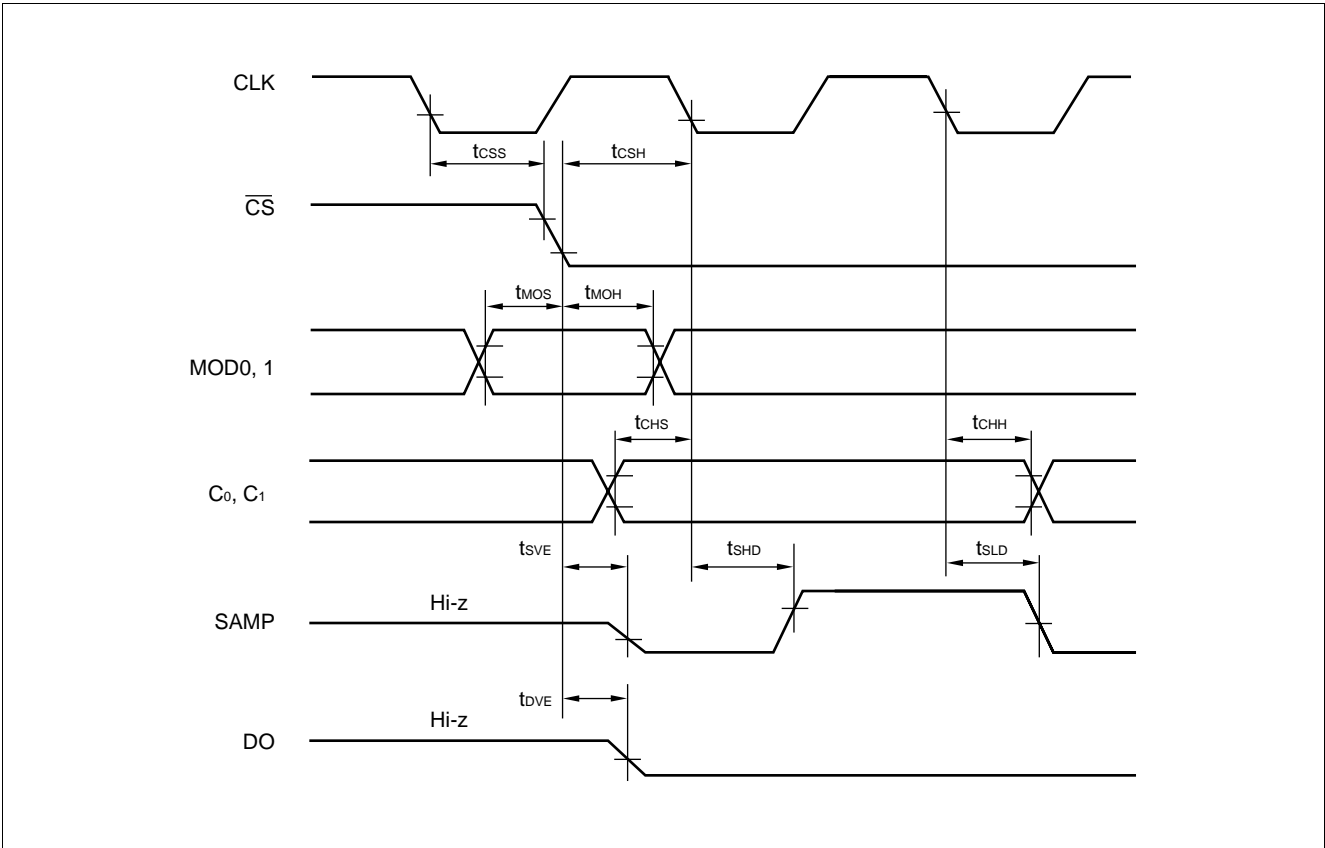 CLK
tCSS
tCSH
CS
tMOS
tMOH
MOD0, 1
tCHS
tCHH
C0, C1
tSVE
tSHD
tSLD
Hi-z
SAMP
tDVE
Hi-z
DO